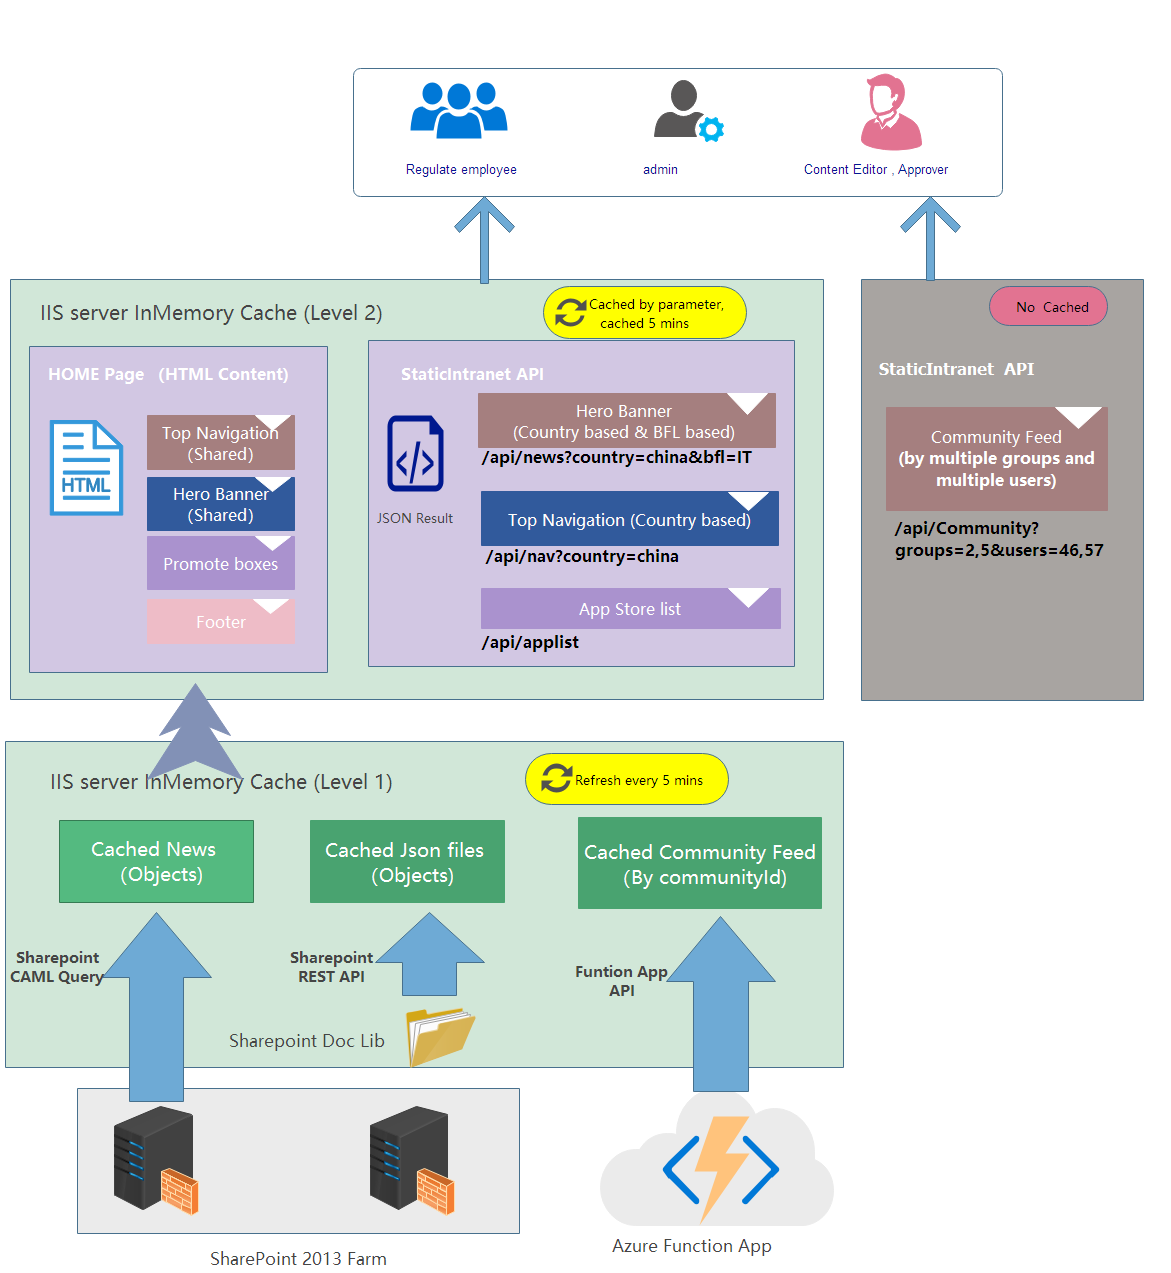 Regulate employee
admin
Content Editor , Approver
IIS server InMemory Cache (Level 2)
Cached by parameter,
cached 5 mins
HOME Page (HTML Content)
HTML
Top Navigation
(Shared)
Hero Banner
(Shared)
Promote boxes
Footer
StaticIntranet API
JSON Result
Hero Banner
(Country based & BFL based)
/api/news?country=china&bfl=IT
Top Navigation (Country based)
/api/nav?country=china
App Store list
/api/applist
No Cached
StaticIntranet API
Community Feed
(by multiple groups and
multiple users)
/api/Community?
groups=2,5&users=46,57
IIS server InMemory Cache (Level 1)
Refresh every 5 mins
Cached News
(Objects)
Cached Json files
(Objects)
Cached Community Feed
(By communityId)
Sharepoint
CAML Query
Sharepoint
REST API
Funtion App
API
Sharepoint Doc Lib
SharePoint 2013 Farm
Azure Function App